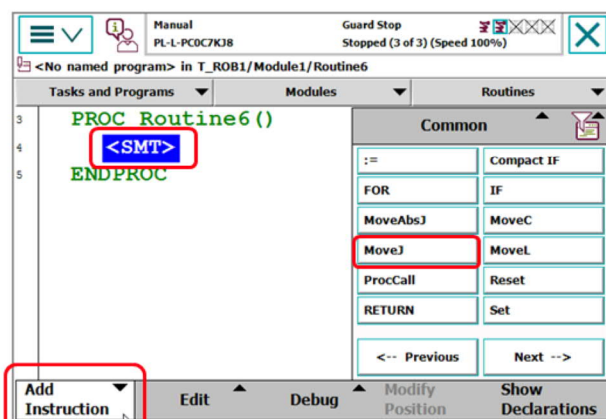 Manual
PL-L-PC0C7KJ8
Guard Stop
Stopped (3 of 3) (Speed 100%)
<No named program> in T_ROB1/Module1/Routine6
Tasks and Programs
Modules
Routines
3
PROC Routine6()
4
<SMT>
5
ENDPROC
Common
:=
Compact IF
FOR
IF
MoveAbsJ
MoveC
MoveJ
MoveL
ProcCall
Reset
RETURN
Set
<-- Previous
Next -->
Add
Instruction
Edit
Debug
Modify
Position
Show
Declarations